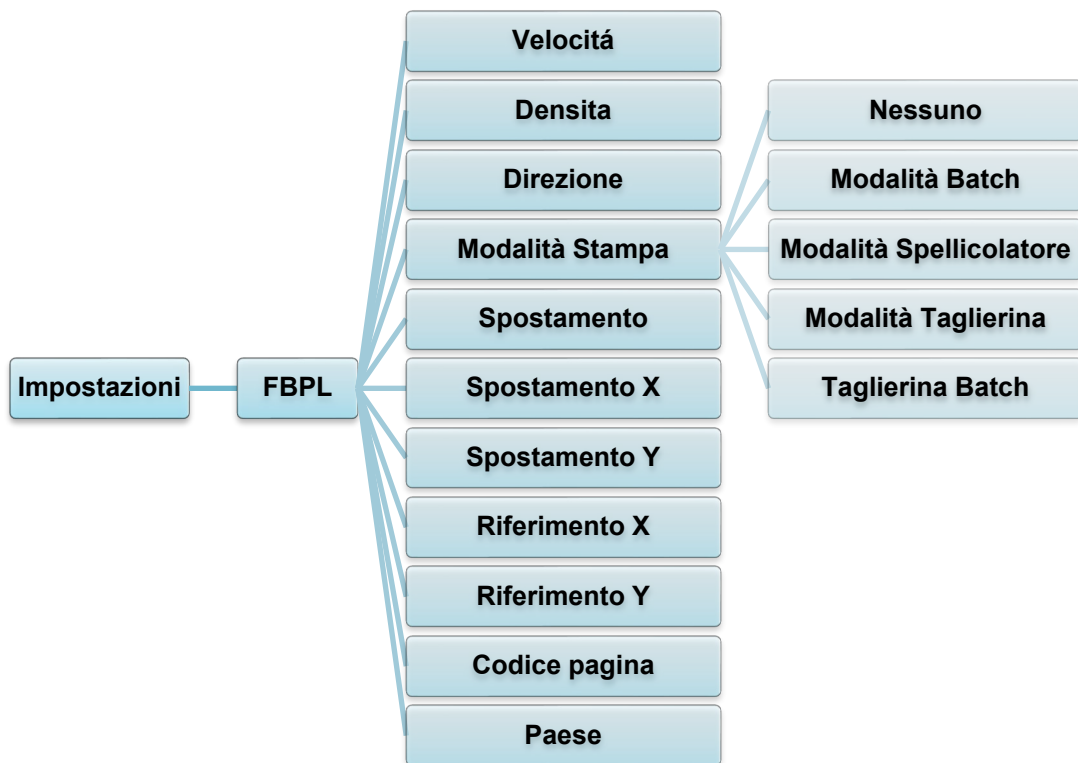 Velocitá
Densita
Nessuno
Direzione
Modalità Batch
Modalità Stampa
Modalità Spellicolatore
Spostamento
Modalità Taglierina
Impostazioni
FBPL
Spostamento X
Taglierina Batch
Spostamento Y
Riferimento X
Riferimento Y
Codice pagina
Paese